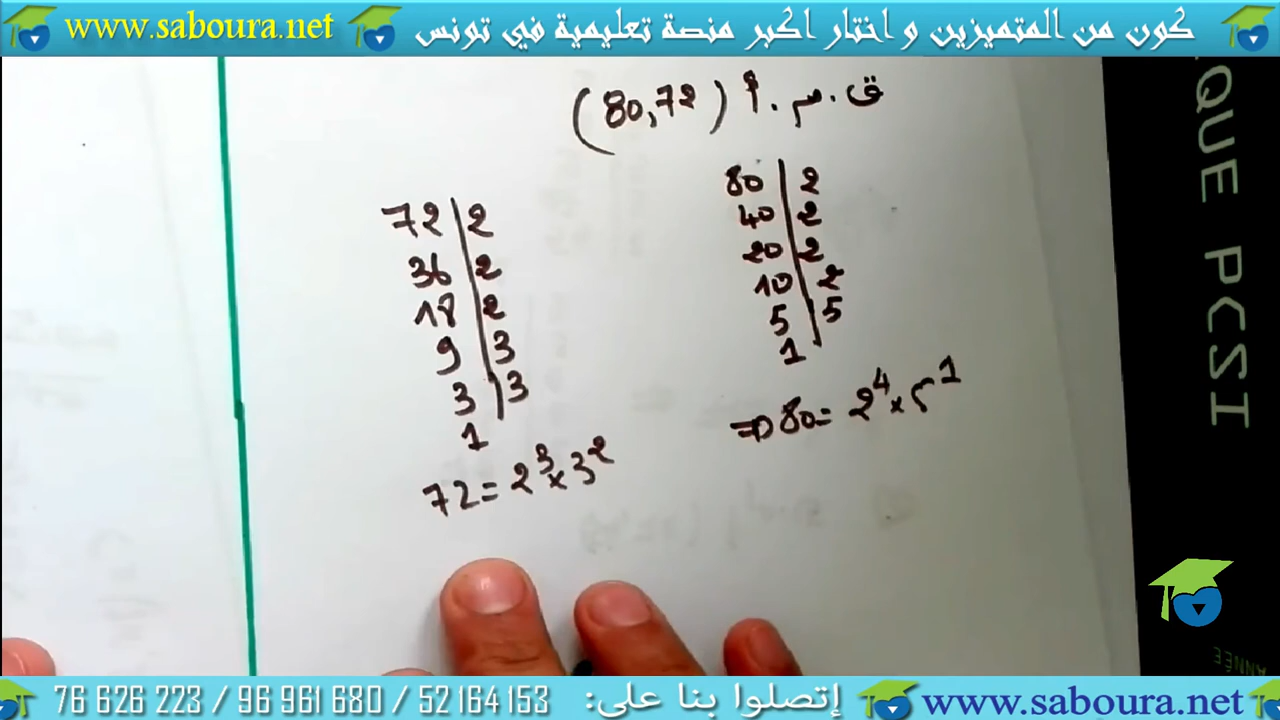 www.saboura.net كون من المتميزين و اختار اكبر منصة تعليمية في تونس
ق.م.أ (80,72)
72 | 2
36 | 2
18 | 2
9 | 3
3 | 3
1
72 = 2³ × 3²
80 | 2
40 | 2
20 | 2
10 | 2
5 | 5
1
⇒ 80 = 2⁴ × 5¹
QUE PCSI
ANNÉE
76 626 223 / 96 961 680 / 52 164 153 إتصلوا بنا على: www.saboura.net